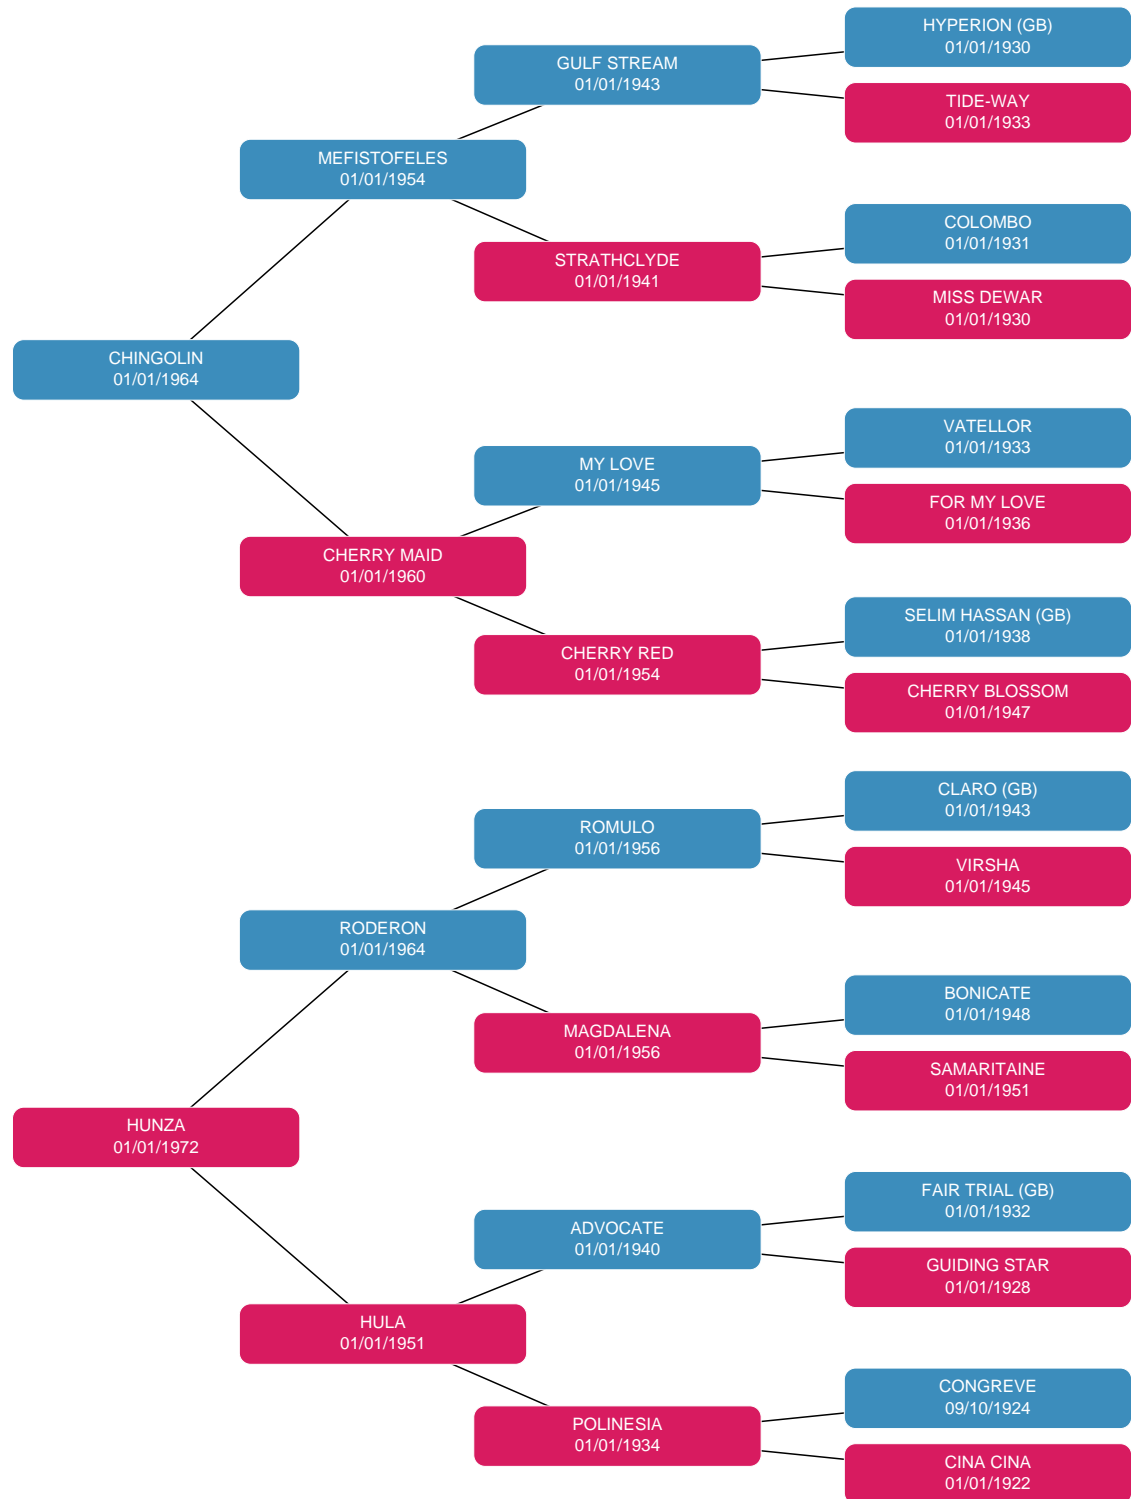 HYPERION (GB)
01/01/1930
GULF STREAM
01/01/1943
TIDE-WAY
01/01/1933
MEFISTOFELES
01/01/1954
COLOMBO
01/01/1931
STRATHCLYDE
01/01/1941
MISS DEWAR
01/01/1930
CHINGOLIN
01/01/1964
VATELLOR
01/01/1933
MY LOVE
01/01/1945
FOR MY LOVE
01/01/1936
CHERRY MAID
01/01/1960
SELIM HASSAN (GB)
01/01/1938
CHERRY RED
01/01/1954
CHERRY BLOSSOM
01/01/1947
CLARO (GB)
01/01/1943
ROMULO
01/01/1956
VIRSHA
01/01/1945
RODERON
01/01/1964
BONICATE
01/01/1948
MAGDALENA
01/01/1956
SAMARITAINE
01/01/1951
HUNZA
01/01/1972
FAIR TRIAL (GB)
01/01/1932
ADVOCATE
01/01/1940
GUIDING STAR
01/01/1928
HULA
01/01/1951
CONGREVE
09/10/1924
POLINESIA
01/01/1934
CINA CINA
01/01/1922